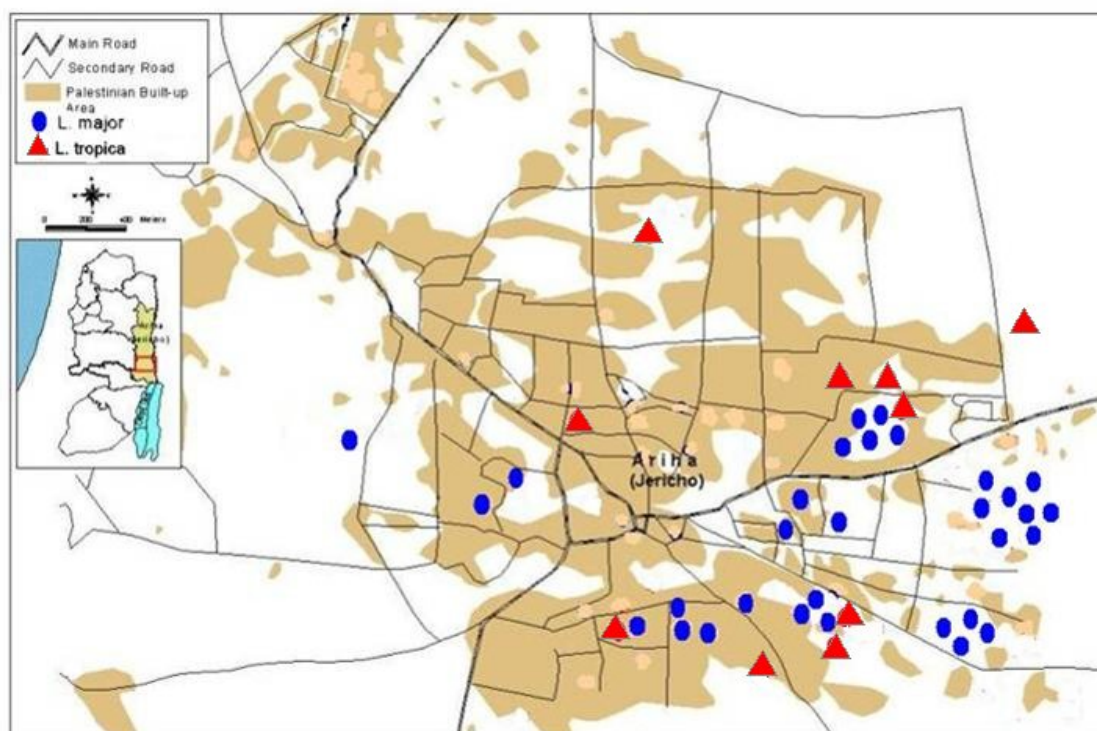 Main Road
Secondary Road
Palestinian Built-up
Area
L. major
L. tropica
0 200 400 Meters
Ariha
(Jericho)